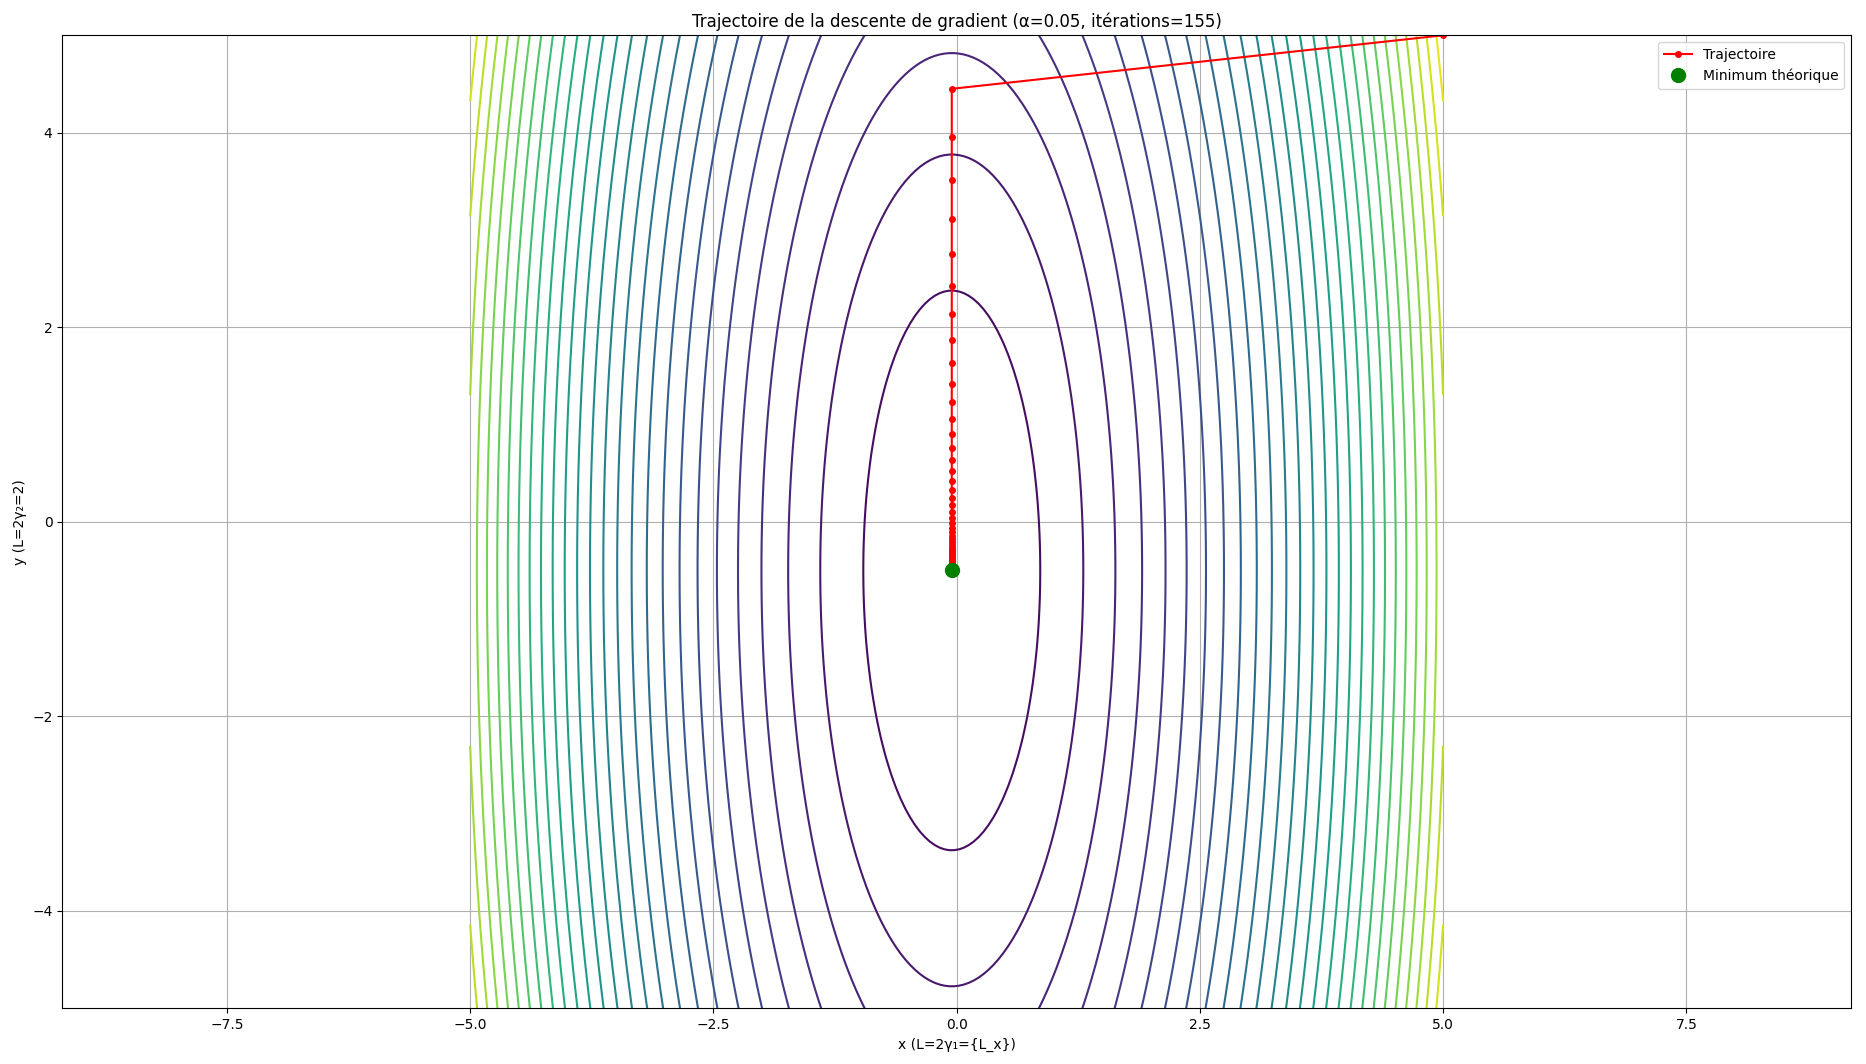 Trajectoire de la descente de gradient (α=0.05, itérations=155)
Trajectoire
Minimum théorique
4
2
0
−2
−4
y (L=2γ₂=2)
−7.5 −5.0 −2.5 0.0 2.5 5.0 7.5
x (L=2γ₁={L_x})